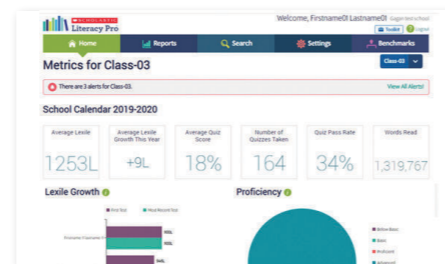 SCHOLASTIC
Literacy Pro
Welcome, Firstname01 Lastname01
Toolkit Logout
Home Reports Search Settings Benchmarks
Metrics for Class-03
Class-03
There are 3 alerts for Class-03.
View All Alerts!
School Calendar 2019-2020
Average Lexile
1253L
Average Lexile
Growth This Year
+9L
Average Quiz
Score
18%
Number of
Quizzes Taken
164
Quiz Pass Rate
34%
Words Read
1,319,767
Lexile Growth
First Test
Most Recent Test
Proficiency
Below Basic
Basic
Proficient
Advanced